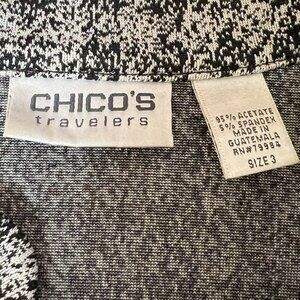 CHICO'S
travelers
95% ACETATE
5% SPANDEX
MADE IN
GUATEMALA
RN#79984
SIZE 3